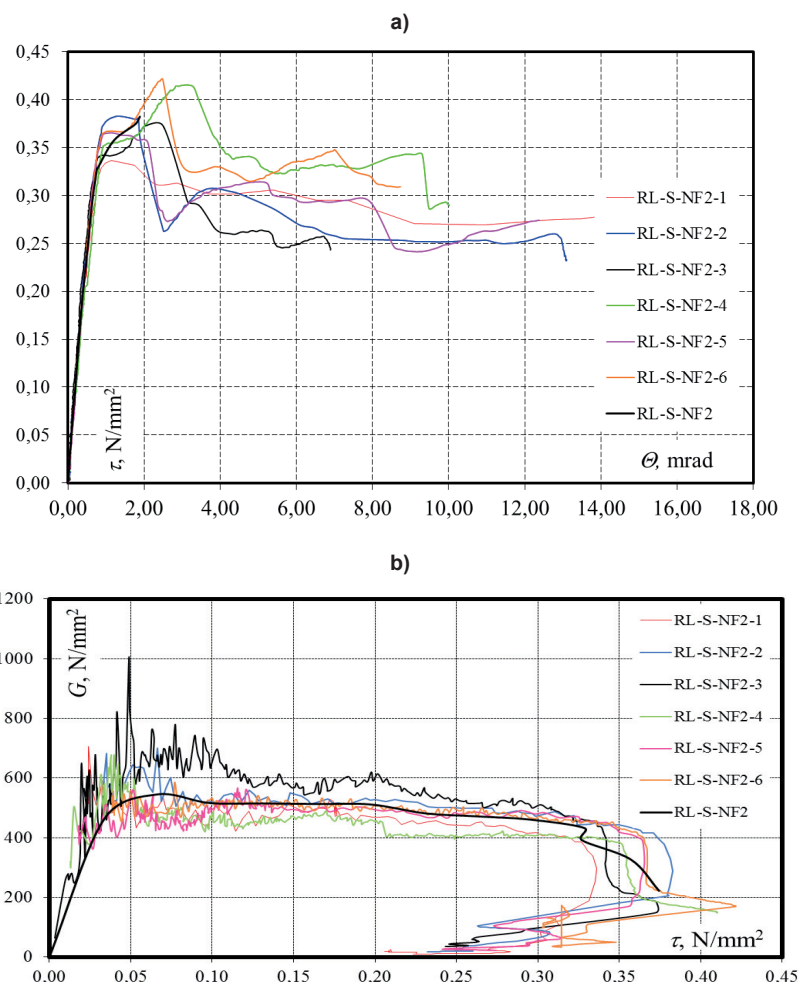 a)
0,45
0,40
0,35
0,30
0,25
0,20
0,15
0,10
0,05
0,00
τ, N/mm²
Θ, mrad
RL-S-NF2-1
RL-S-NF2-2
RL-S-NF2-3
RL-S-NF2-4
RL-S-NF2-5
RL-S-NF2-6
RL-S-NF2
0,00 2,00 4,00 6,00 8,00 10,00 12,00 14,00 16,00 18,00
b)
1200
1000
800
600
400
200
0
G, N/mm²
RL-S-NF2-1
RL-S-NF2-2
RL-S-NF2-3
RL-S-NF2-4
RL-S-NF2-5
RL-S-NF2-6
RL-S-NF2
τ, N/mm²
0.00 0.05 0.10 0.15 0.20 0.25 0.30 0.35 0.40 0.45